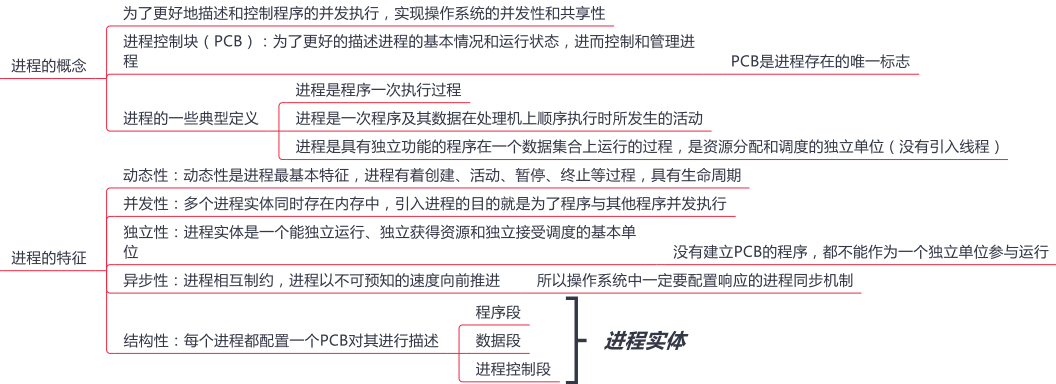 进程的概念
为了更好地描述和控制程序的并发执行，实现操作系统的并发性和共享性
进程控制块（PCB）：为了更好的描述进程的基本情况和运行状态，进而控制和管理进
程
PCB是进程存在的唯一标志
进程的一些典型定义
进程是程序一次执行过程
进程是一次程序及其数据在处理机上顺序执行时所发生的活动
进程是具有独立功能的程序在一个数据集合上运行的过程，是资源分配和调度的独立单位（没有引入线程）
进程的特征
动态性：动态性是进程最基本特征，进程有着创建、活动、暂停、终止等过程，具有生命周期
并发性：多个进程实体同时存在内存中，引入进程的目的就是为了程序与其他程序并发执行
独立性：进程实体是一个能独立运行、独立获得资源和独立接受调度的基本单
位
没有建立PCB的程序，都不能作为一个独立单位参与运行
异步性：进程相互制约，进程以不可预知的速度向前推进
所以操作系统中一定要配置响应的进程同步机制
结构性：每个进程都配置一个PCB对其进行描述
程序段
数据段
进程控制段
进程实体